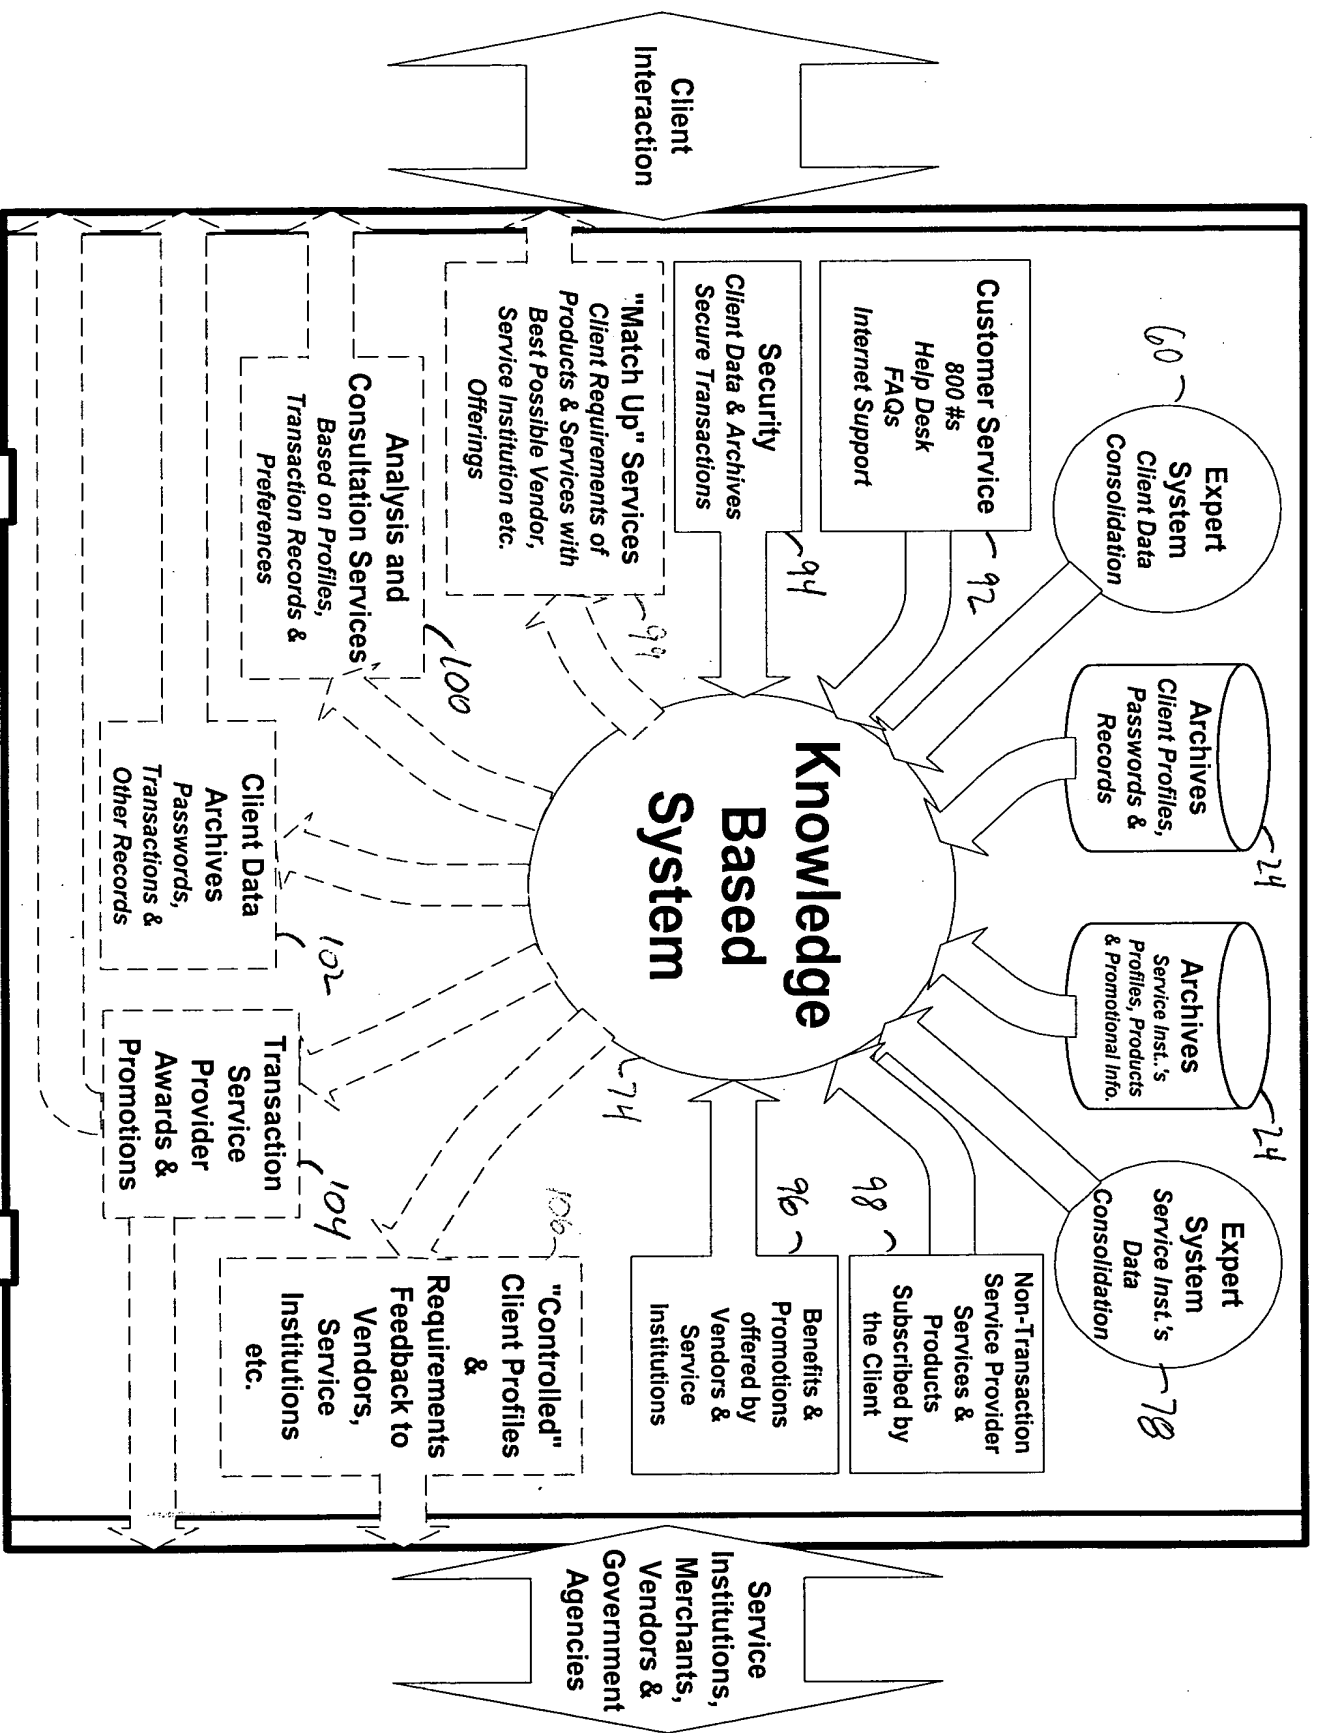 Client
Interaction
60
Expert
System
Client Data
Consolidation
Archives
Client Profiles,
Passwords &
Records
24
Archives
Service Inst..'s
Profiles, Products
& Promotional Info.
24
Expert
System
Service Inst.'s
Data
Consolidation
78
Customer Service
800 #s
Help Desk
FAQs
Internet Support
92
Security
Client Data & Archives
Secure Transactions
94
Knowledge
Based
System
74
Non-Transaction
Service Provider
Services &
Products
Subscribed by
the Client
98
Benefits &
Promotions
offered by
Vendors &
Service
Institutions
96
"Match Up" Services
Client Requirements of
Products & Services with
Best Possible Vendor,
Service Institution etc.
Offerings
99
Analysis and
Consultation Services
Based on Profiles,
Transaction Records &
Preferences
100
Client Data
Archives
Passwords,
Transactions &
Other Records
102
Transaction
Service
Provider
Awards &
Promotions
104
"Controlled"
Client Profiles
&
Requirements
Feedback to
Vendors,
Service
Institutions
etc.
106
Service
Institutions,
Merchants,
Vendors &
Government
Agencies